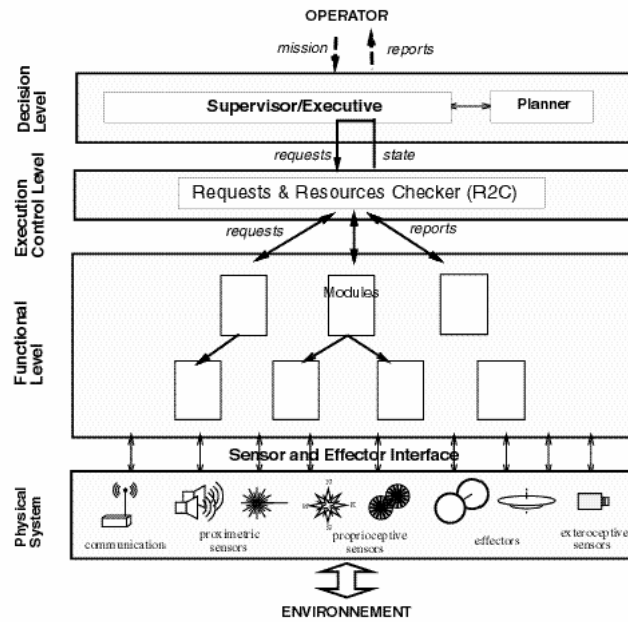 OPERATOR
mission
reports
Decision
Level
Supervisor/Executive
Planner
requests
state
Execution
Control Level
Requests & Resources Checker (R2C)
requests
reports
Functional
Level
Modules
Sensor and Effector Interface
Physical
System
communication
proximetric
sensors
proprioceptive
sensors
effectors
exteroceptive
sensors
ENVIRONNEMENT